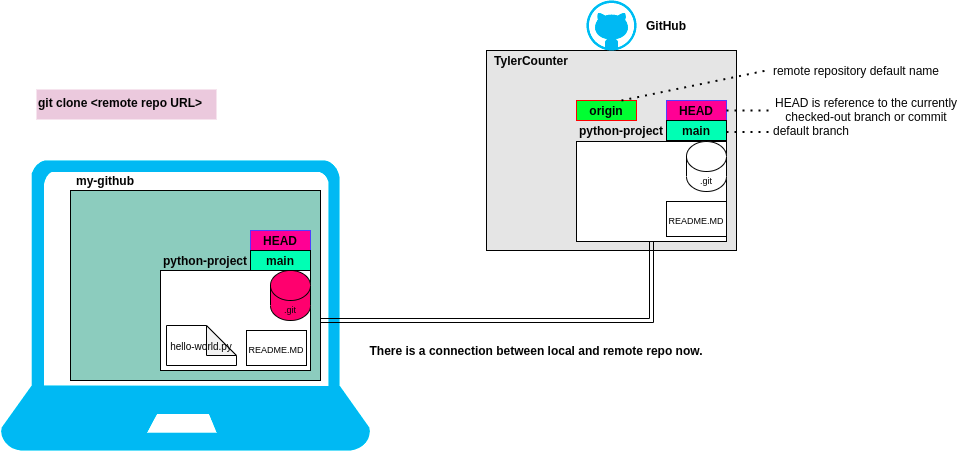 GitHub
TylerCounter
remote repository default name
git clone <remote repo URL>
origin
HEAD
HEAD is reference to the currently
checked-out branch or commit
python-project
main
default branch
.git
README.MD
my-github
HEAD
python-project
main
.git
hello-world.py
README.MD
There is a connection between local and remote repo now.